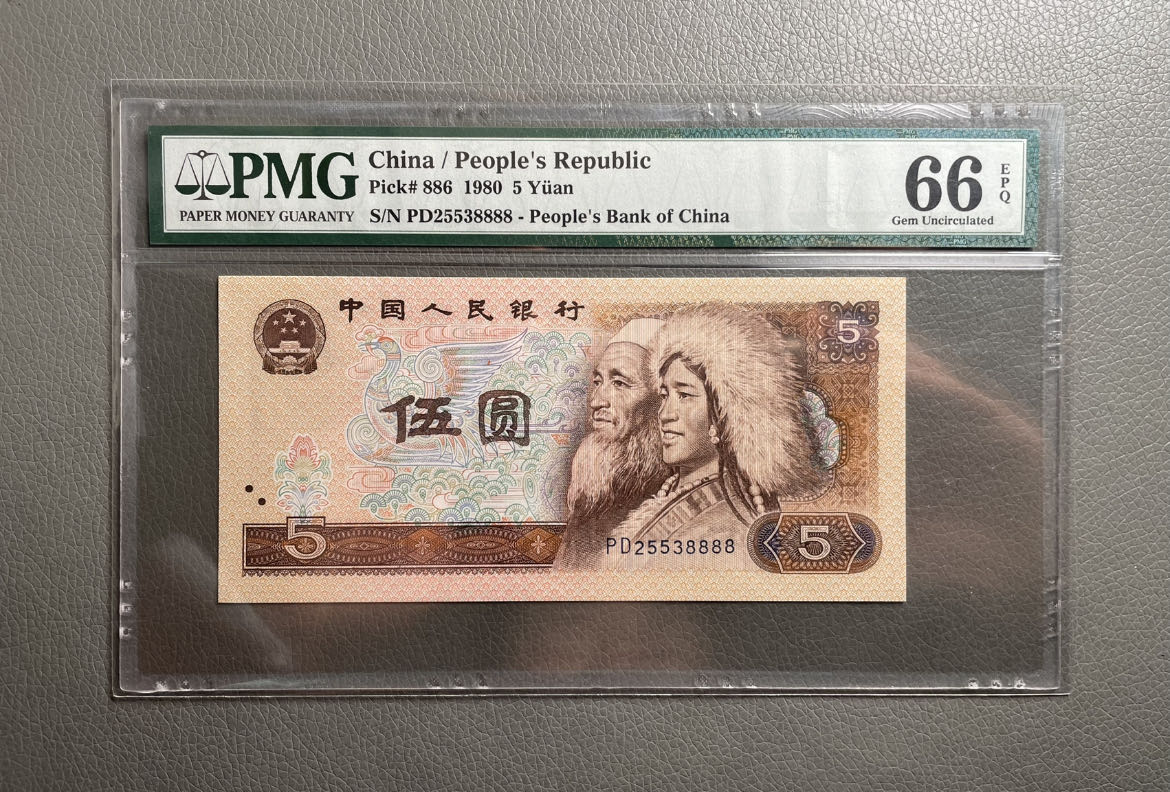 PMG
PAPER MONEY GUARANTY
China / People's Republic
Pick# 886 1980 5 Yüan
S/N PD25538888 - People's Bank of China
66
EPQ
Gem Uncirculated
中国人民银行
5
伍圆
5
PD25538888
5